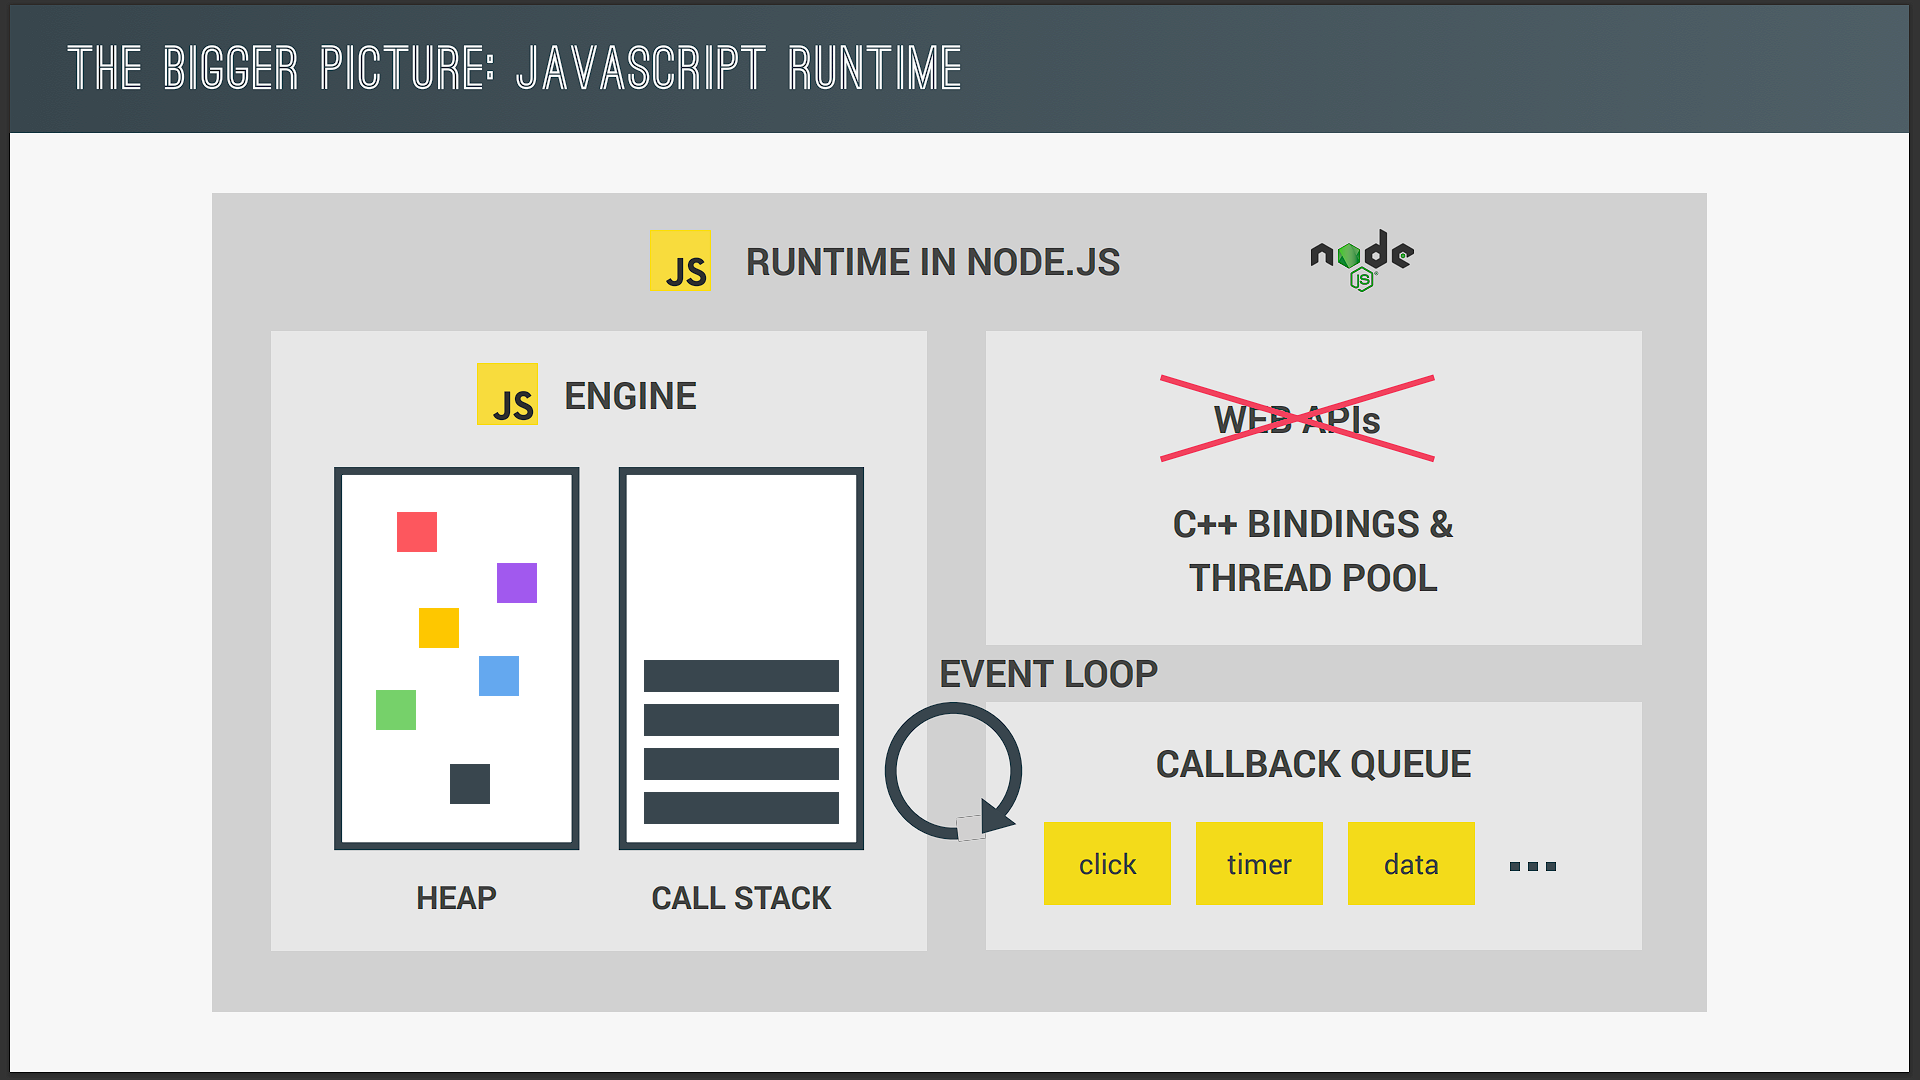 THE BIGGER PICTURE: JAVASCRIPT RUNTIME
JS RUNTIME IN NODE.JS
node
JS
JS ENGINE
HEAP
CALL STACK
WEB APIs
C++ BINDINGS &
THREAD POOL
EVENT LOOP
CALLBACK QUEUE
click timer data ...